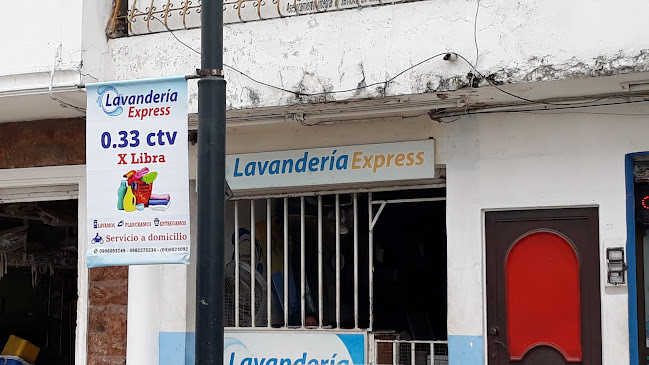 Lavandería
Express
0.33 ctv
X Libra
LAVAMOS
PLANCHAMOS
ENTREGAMOS
Servicio a domicilio
Lavandería Express
Lavandería